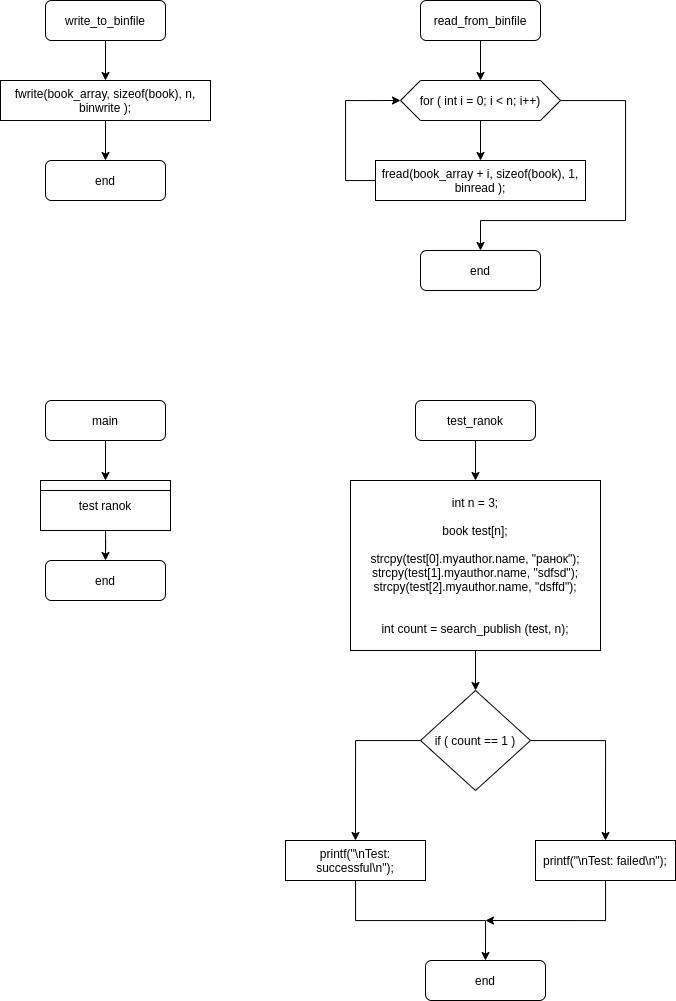 write_to_binfile
fwrite(book_array, sizeof(book), n,
binwrite );
end
read_from_binfile
for ( int i = 0; i < n; i++)
fread(book_array + i, sizeof(book), 1,
binread );
end
main
test ranok
end
test_ranok
int n = 3;
book test[n];
strcpy(test[0].myauthor.name, "ранок");
strcpy(test[1].myauthor.name, "sdfsd");
strcpy(test[2].myauthor.name, "dsffd");
int count = search_publish (test, n);
if ( count == 1 )
printf("\nTest:
successful\n");
printf("\nTest: failed\n");
end